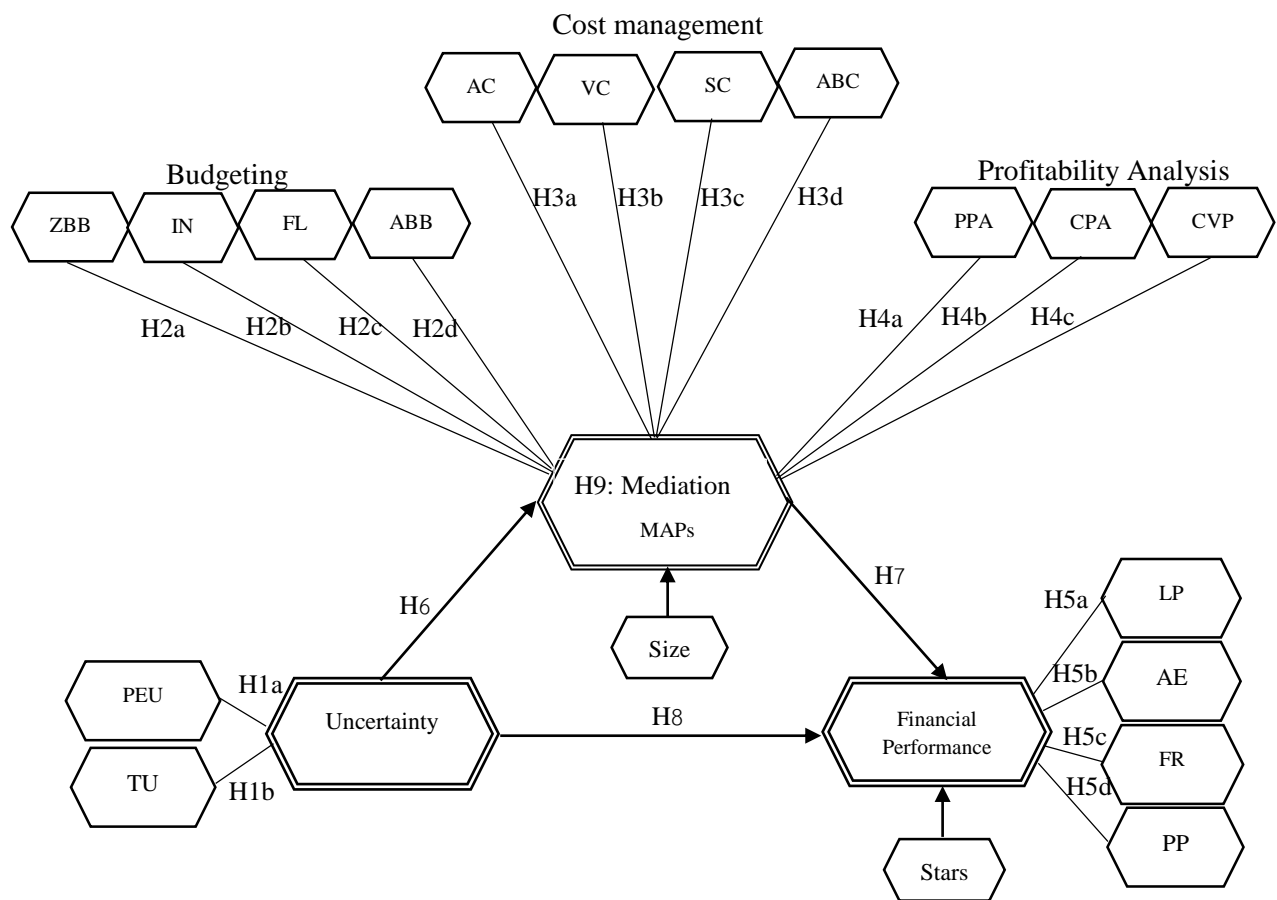 Cost management
AC
VC
SC
ABC
Budgeting
Profitability Analysis
ZBB
IN
FL
ABB
PPA
CPA
CVP
H3a
H3b
H3c
H3d
H2a
H2b
H2c
H2d
H4a
H4b
H4c
H9: Mediation
MAPs
H6
H7
Size
PEU
TU
H1a
H1b
Uncertainty
H8
Financial
Performance
H5a
H5b
H5c
H5d
LP
AE
FR
PP
Stars